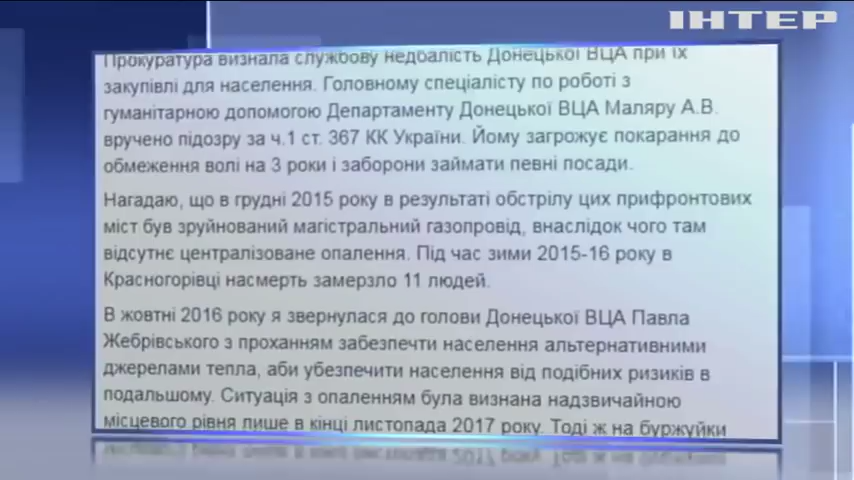 ІНТЕР
Прокуратура визнала службову недбалість Донецької ВЦА при їх
закупівлі для населення. Головному спеціалісту по роботі з
гуманітарною допомогою Департаменту Донецької ВЦА Маляру А.В.
вручено підозру за ч.1 ст. 367 КК України. Йому загрожує покарання до
обмеження волі на 3 роки і заборони займати певні посади.
Нагадаю, що в грудні 2015 року в результаті обстрілу цих прифронтових
міст був зруйнований магістральний газопровід, внаслідок чого там
відсутнє централізоване опалення. Під час зими 2015-16 року в
Красногорівці насмерть замерзло 11 людей.
В жовтні 2016 року я звернулася до голови Донецької ВЦА Павла
Жебрівського з проханням забезпечти населення альтернативними
джерелами тепла, аби убезпечити населення від подібних ризиків в
подальшому. Ситуація з опаленням була визнана надзвичайною
місцевого рівня лише в кінці листопада 2017 року. Тоді ж на буржуйки